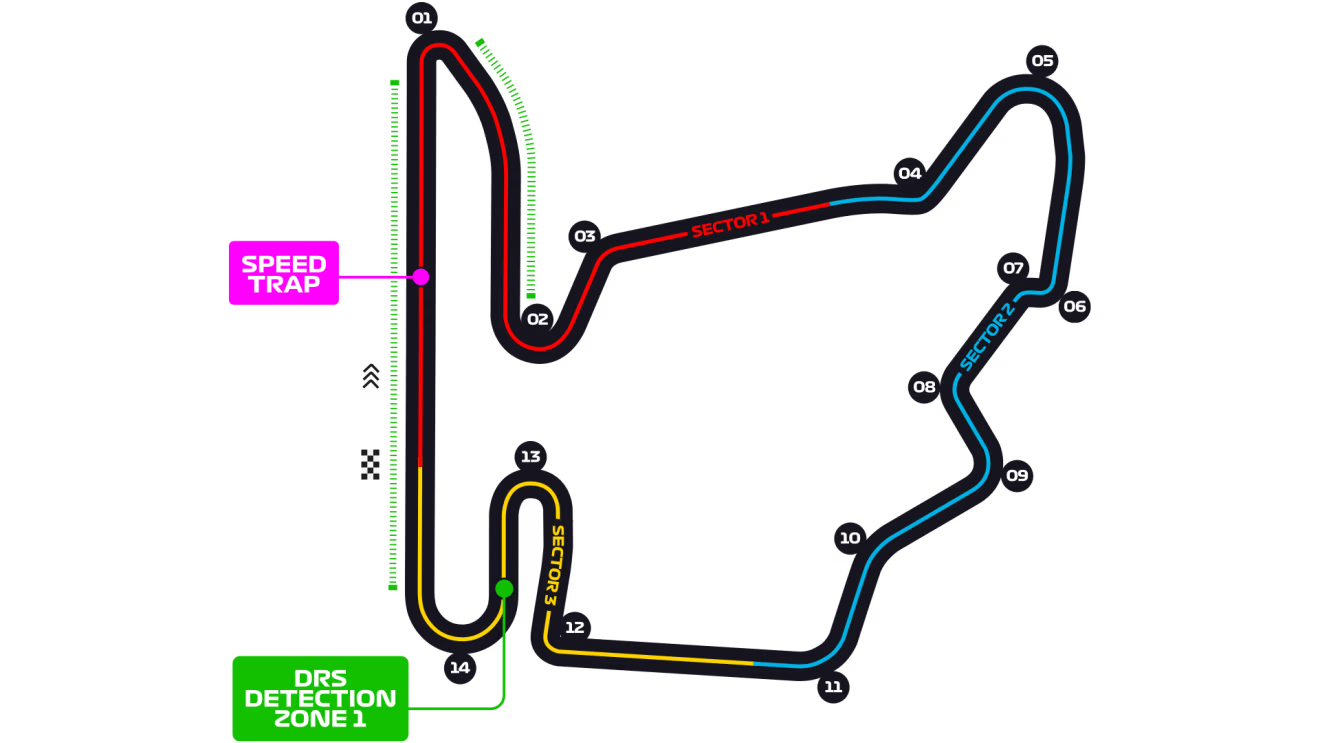 01
05
04
SECTOR 1
03
SPEED
TRAP
07
06
02
SECTOR 2
08
13
09
10
SECTOR 3
12
14
11
DRS
DETECTION
ZONE 1